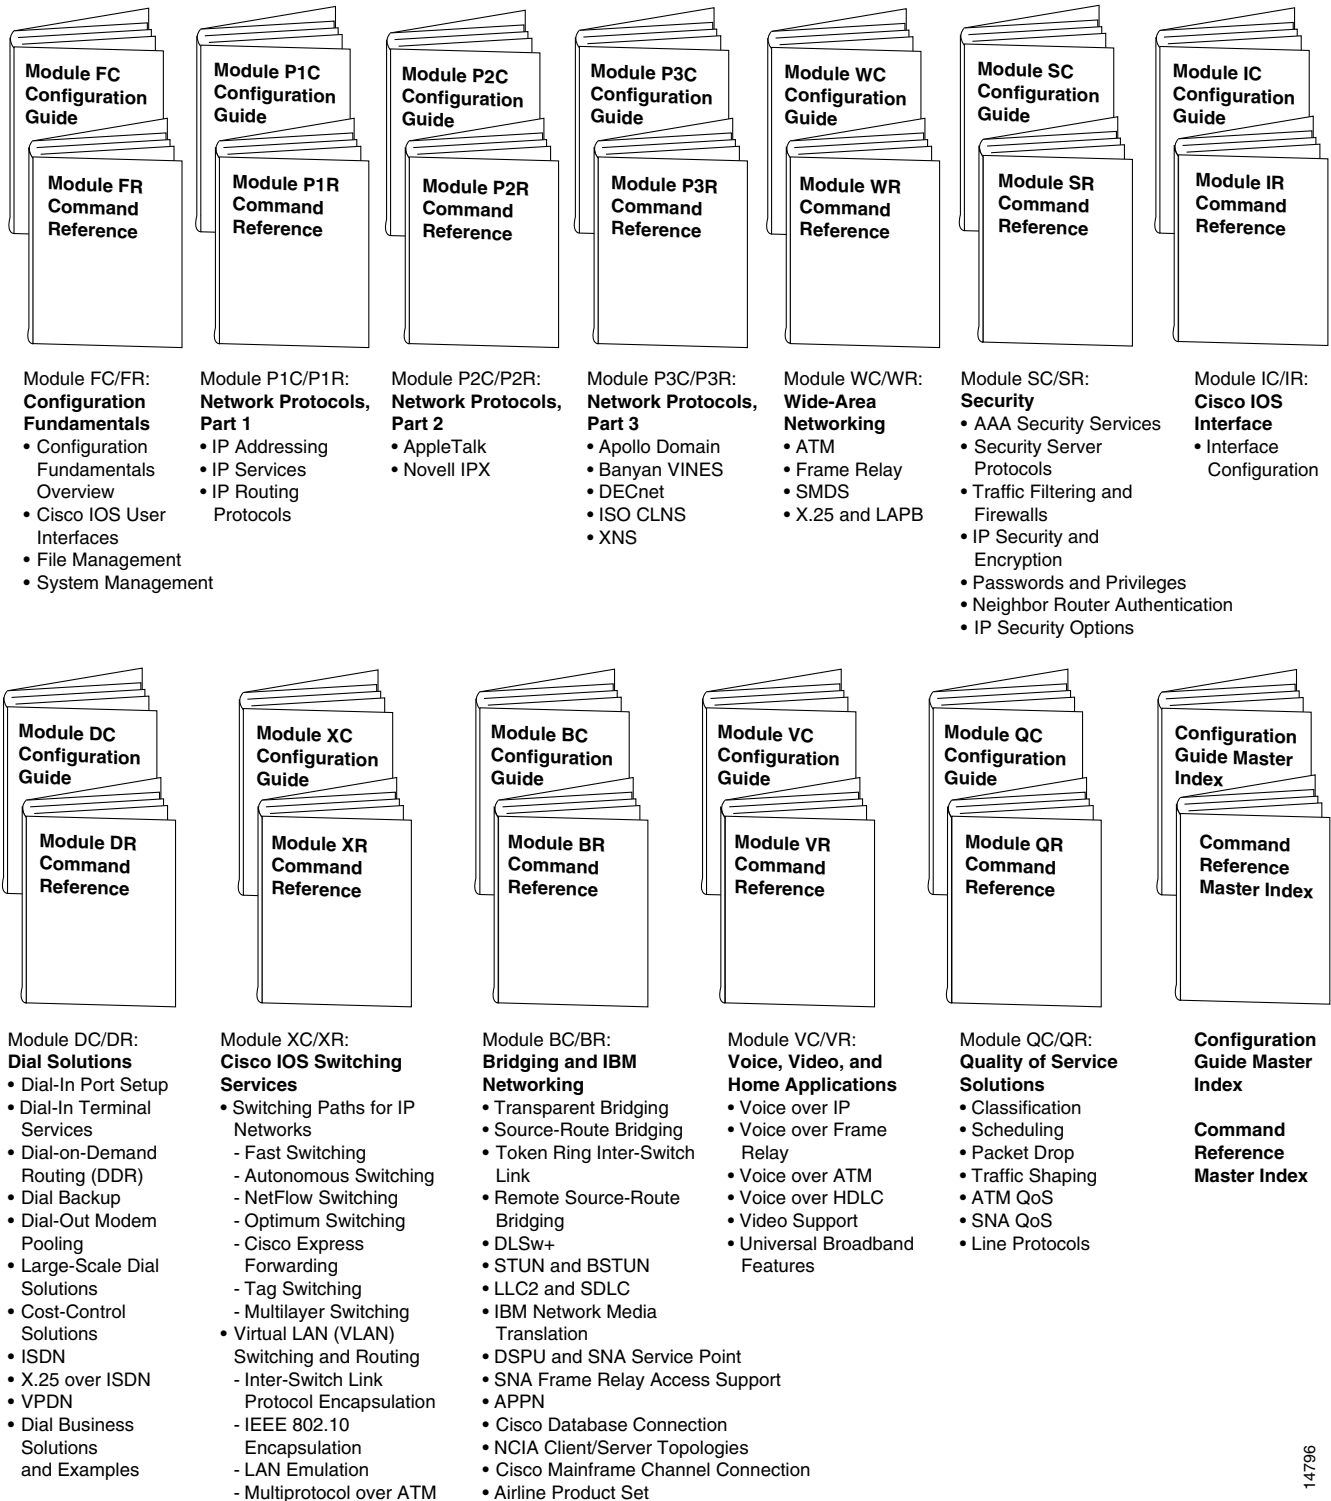 Module FC
Configuration
Guide
Module FR
Command
Reference
Module P1C
Configuration
Guide
Module P1R
Command
Reference
Module P2C
Configuration
Guide
Module P2R
Command
Reference
Module P3C
Configuration
Guide
Module P3R
Command
Reference
Module WC
Configuration
Guide
Module WR
Command
Reference
Module SC
Configuration
Guide
Module SR
Command
Reference
Module IC
Configuration
Guide
Module IR
Command
Reference
Module FC/FR:
Configuration
Fundamentals
• Configuration
Fundamentals
Overview
• Cisco IOS User
Interfaces
• File Management
• System Management
Module P1C/P1R:
Network Protocols,
Part 1
• IP Addressing
• IP Services
• IP Routing
Protocols
Module P2C/P2R:
Network Protocols,
Part 2
• AppleTalk
• Novell IPX
Module P3C/P3R:
Network Protocols,
Part 3
• Apollo Domain
• Banyan VINES
• DECnet
• ISO CLNS
• XNS
Module WC/WR:
Wide-Area
Networking
• ATM
• Frame Relay
• SMDS
• X.25 and LAPB
Module SC/SR:
Security
• AAA Security Services
• Security Server
Protocols
• Traffic Filtering and
Firewalls
• IP Security and
Encryption
• Passwords and Privileges
• Neighbor Router Authentication
• IP Security Options
Module IC/IR:
Cisco IOS
Interface
• Interface
Configuration
Module DC
Configuration
Guide
Module DR
Command
Reference
Module XC
Configuration
Guide
Module XR
Command
Reference
Module BC
Configuration
Guide
Module BR
Command
Reference
Module VC
Configuration
Guide
Module VR
Command
Reference
Module QC
Configuration
Guide
Module QR
Command
Reference
Configuration
Guide Master
Index
Command
Reference
Master Index
Module DC/DR:
Dial Solutions
• Dial-In Port Setup
• Dial-In Terminal
Services
• Dial-on-Demand
Routing (DDR)
• Dial Backup
• Dial-Out Modem
Pooling
• Large-Scale Dial
Solutions
• Cost-Control
Solutions
• ISDN
• X.25 over ISDN
• VPDN
• Dial Business
Solutions
and Examples
Module XC/XR:
Cisco IOS Switching
Services
• Switching Paths for IP
Networks
- Fast Switching
- Autonomous Switching
- NetFlow Switching
- Optimum Switching
- Cisco Express
Forwarding
- Tag Switching
- Multilayer Switching
• Virtual LAN (VLAN)
Switching and Routing
- Inter-Switch Link
Protocol Encapsulation
- IEEE 802.10
Encapsulation
- LAN Emulation
- Multiprotocol over ATM
Module BC/BR:
Bridging and IBM
Networking
• Transparent Bridging
• Source-Route Bridging
• Token Ring Inter-Switch
Link
• Remote Source-Route
Bridging
• DLSw+
• STUN and BSTUN
• LLC2 and SDLC
• IBM Network Media
Translation
• DSPU and SNA Service Point
• SNA Frame Relay Access Support
• APPN
• Cisco Database Connection
• NCIA Client/Server Topologies
• Cisco Mainframe Channel Connection
• Airline Product Set
Module VC/VR:
Voice, Video, and
Home Applications
• Voice over IP
• Voice over Frame
Relay
• Voice over ATM
• Voice over HDLC
• Video Support
• Universal Broadband
Features
Module QC/QR:
Quality of Service
Solutions
• Classification
• Scheduling
• Packet Drop
• Traffic Shaping
• ATM QoS
• SNA QoS
• Line Protocols
Configuration
Guide Master
Index
Command
Reference
Master Index
14796